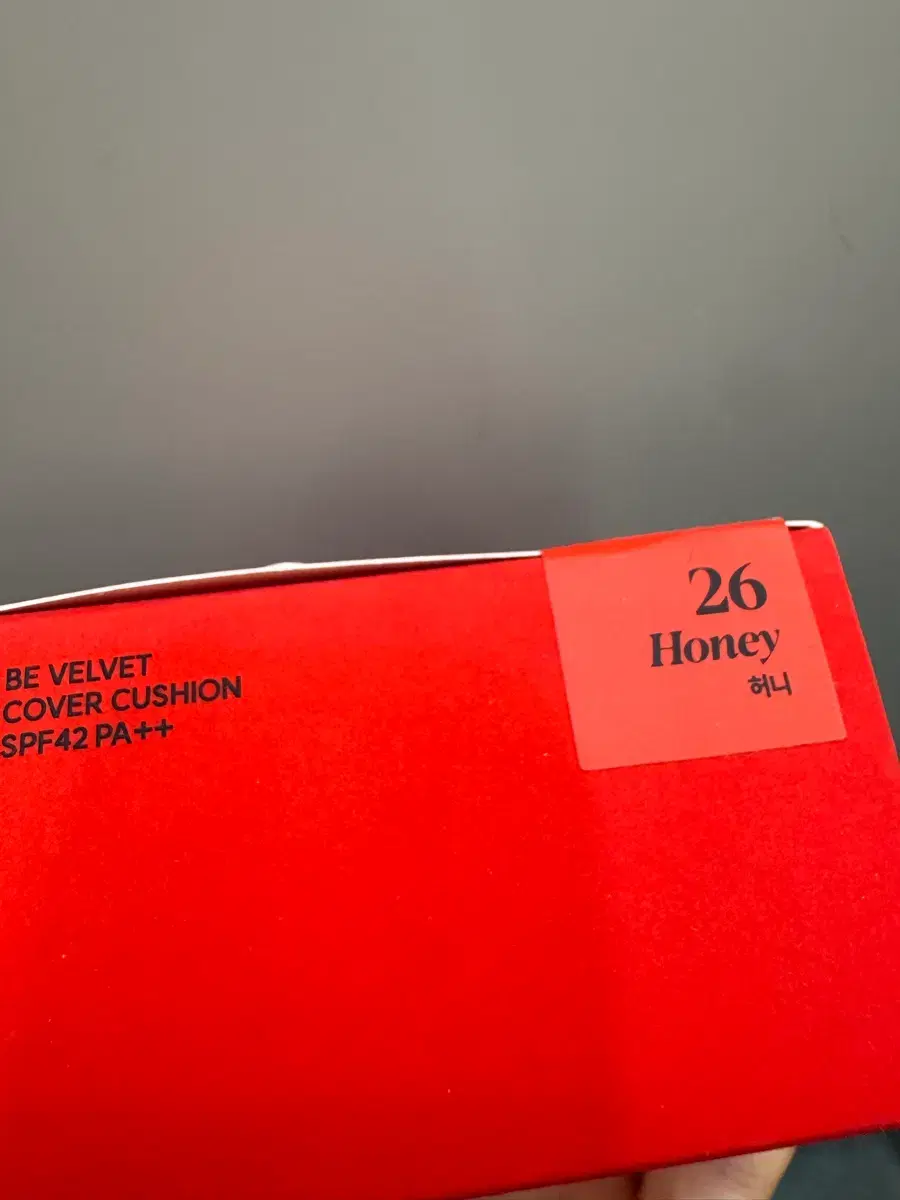 BE VELVET
COVER CUSHION
SPF42 PA++
26
Honey
허니